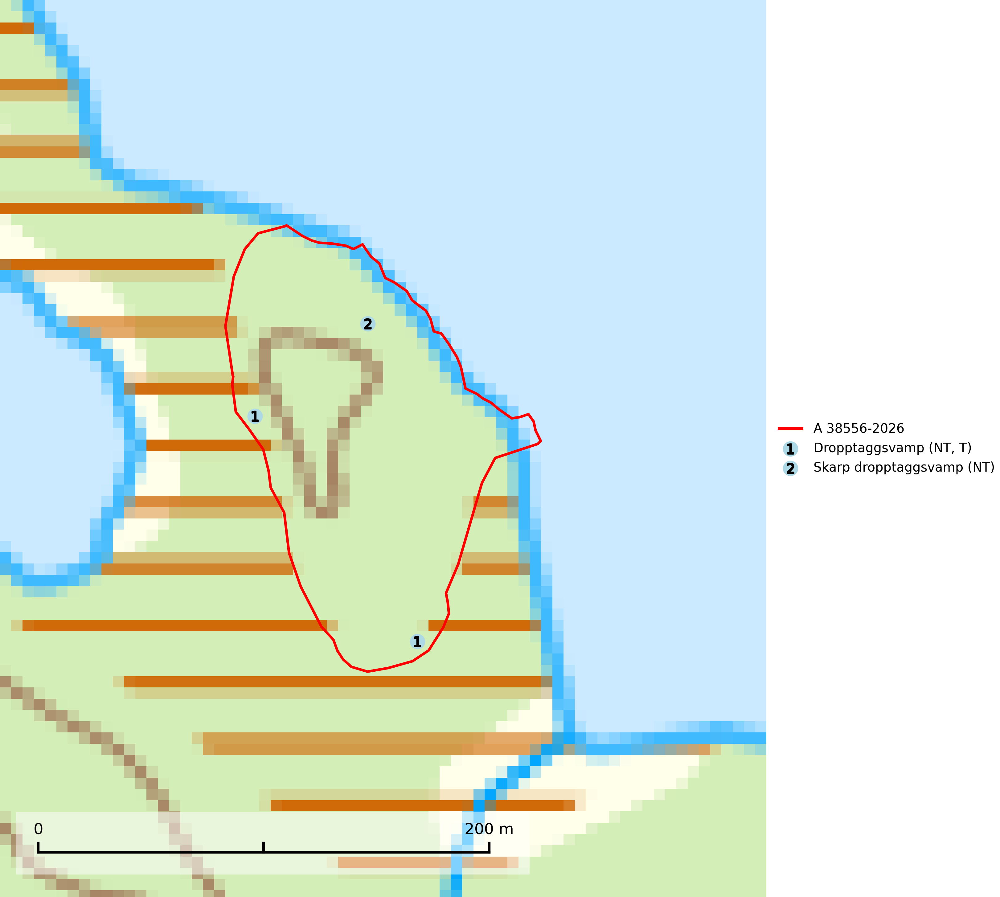 2
1
1
A 38556-2026
1 Dropptaggsvamp (NT, T)
2 Skarp dropptaggsvamp (NT)
0 200 m